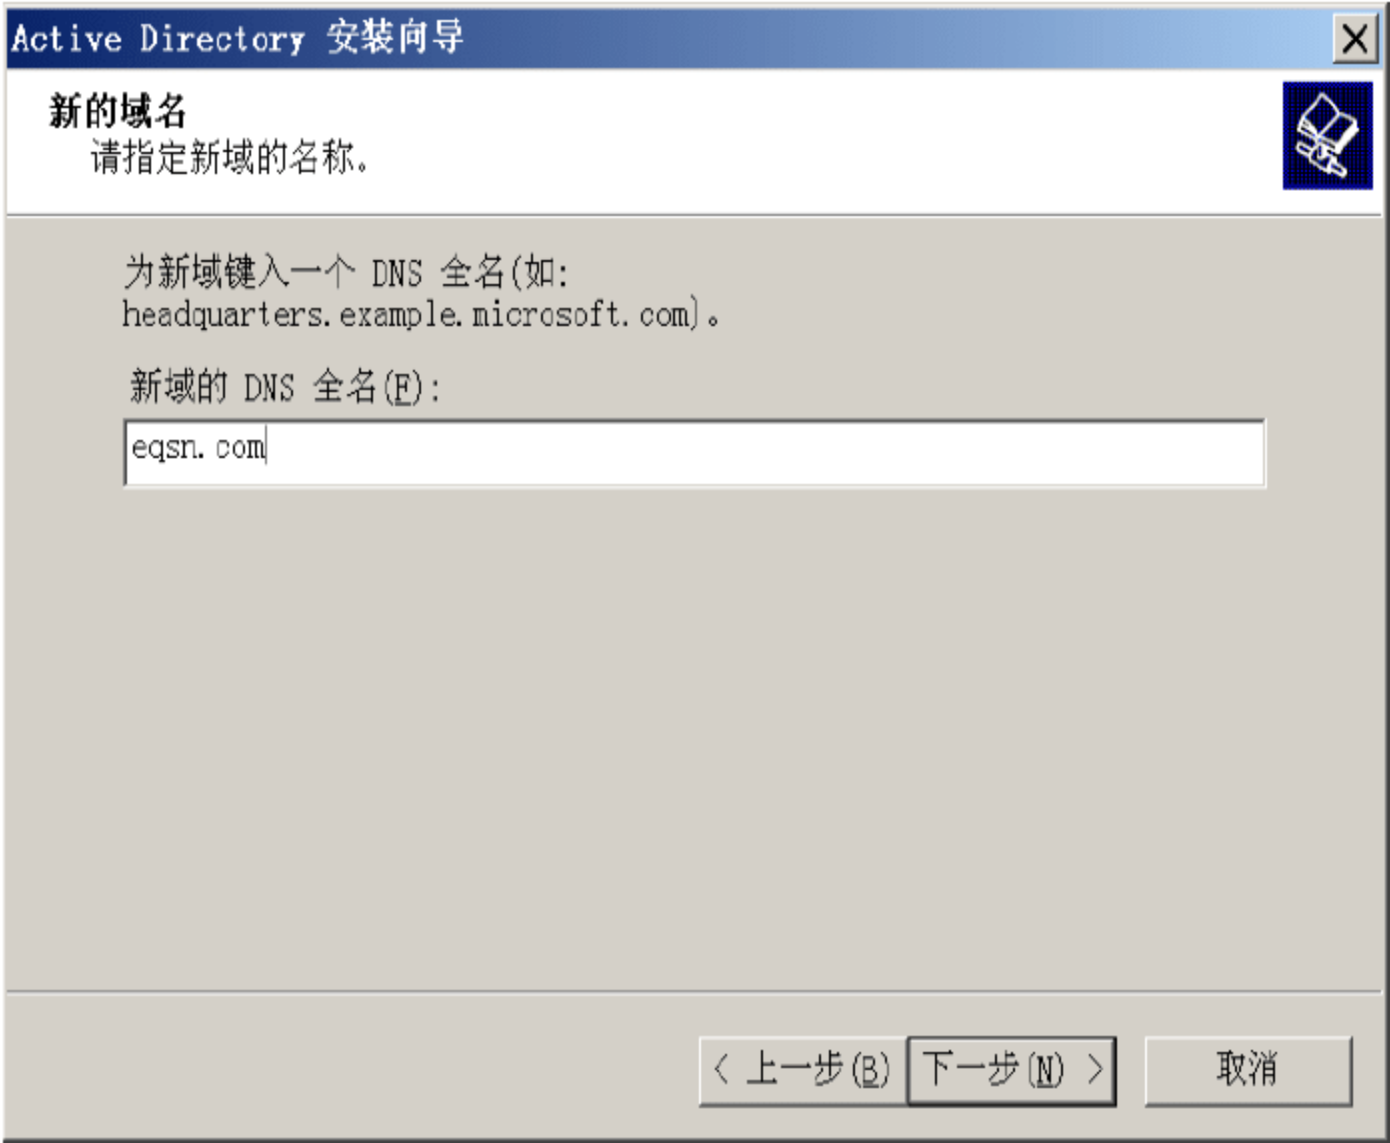 Active Directory 安装向导
新的域名
请指定新域的名称。
为新域键入一个 DNS 全名(如:
headquarters.example.microsoft.com)。
新域的 DNS 全名(F):
eqsn.com
< 上一步(B) 下一步(N) > 取消